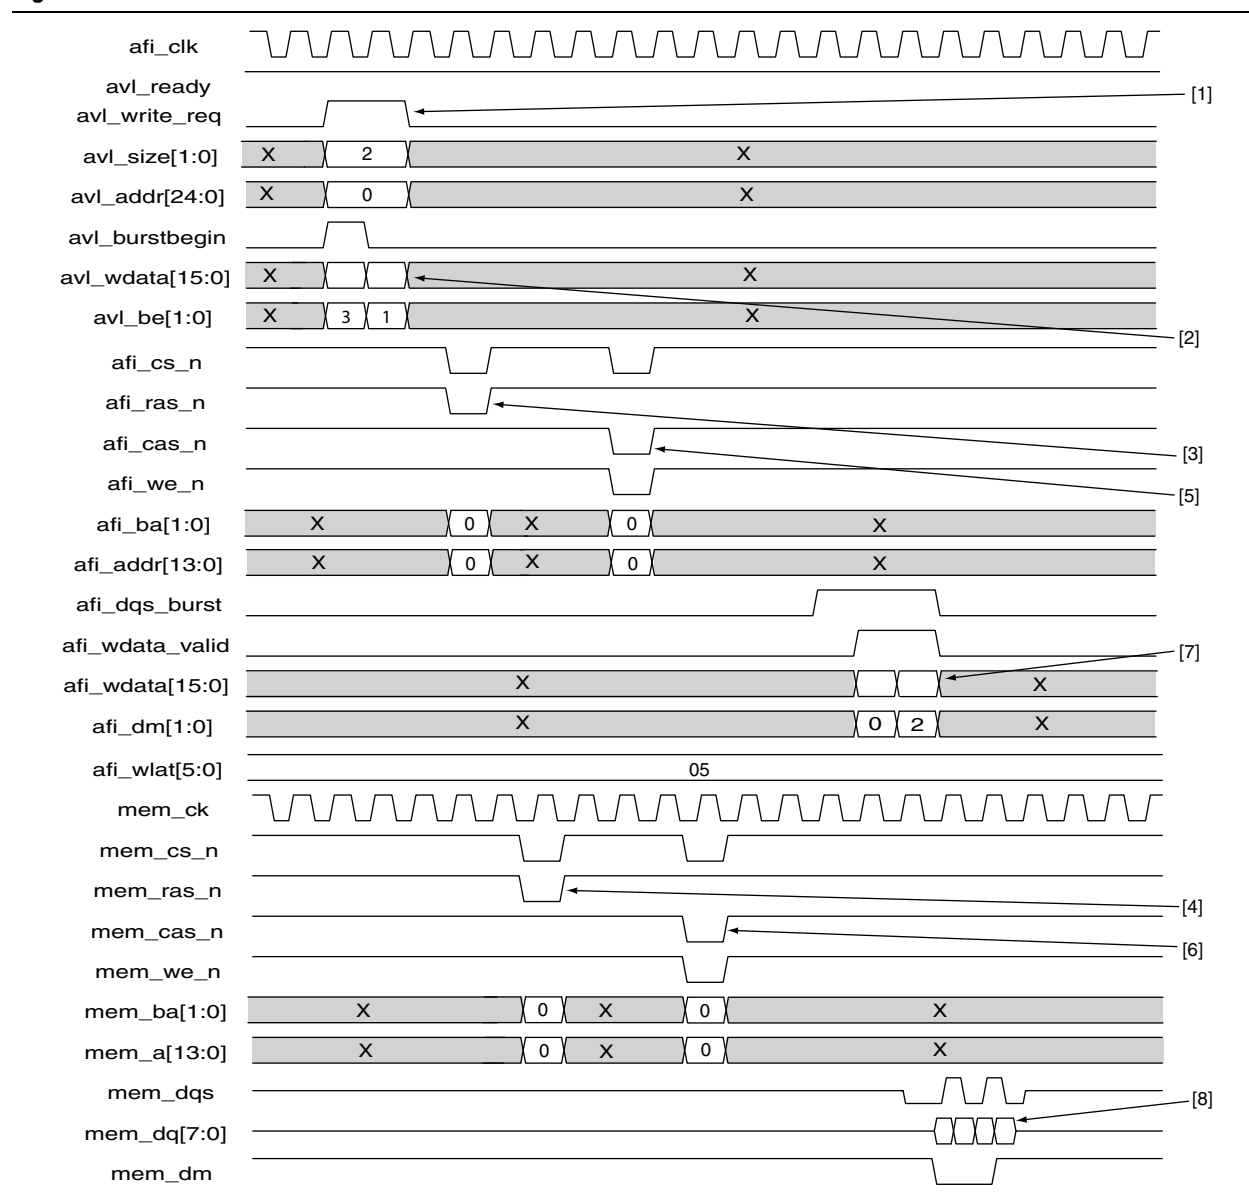 afi_clk
avl_ready
[1]
avl_write_req
avl_size[1:0] X 2 X
avl_addr[24:0] X 0 X
avl_burstbegin
avl_wdata[15:0] X X
avl_be[1:0] X 3 1 X
[2]
afi_cs_n
afi_ras_n
afi_cas_n
[3]
afi_we_n
[5]
afi_ba[1:0] X 0 X 0 X
afi_addr[13:0] X 0 X 0 X
afi_dqs_burst
afi_wdata_valid
[7]
afi_wdata[15:0] X X
afi_dm[1:0] X 0 2 X
afi_wlat[5:0] 05
mem_ck
mem_cs_n
mem_ras_n
[4]
mem_cas_n
[6]
mem_we_n
mem_ba[1:0] X 0 X 0 X
mem_a[13:0] X 0 X 0 X
mem_dqs
[8]
mem_dq[7:0]
mem_dm